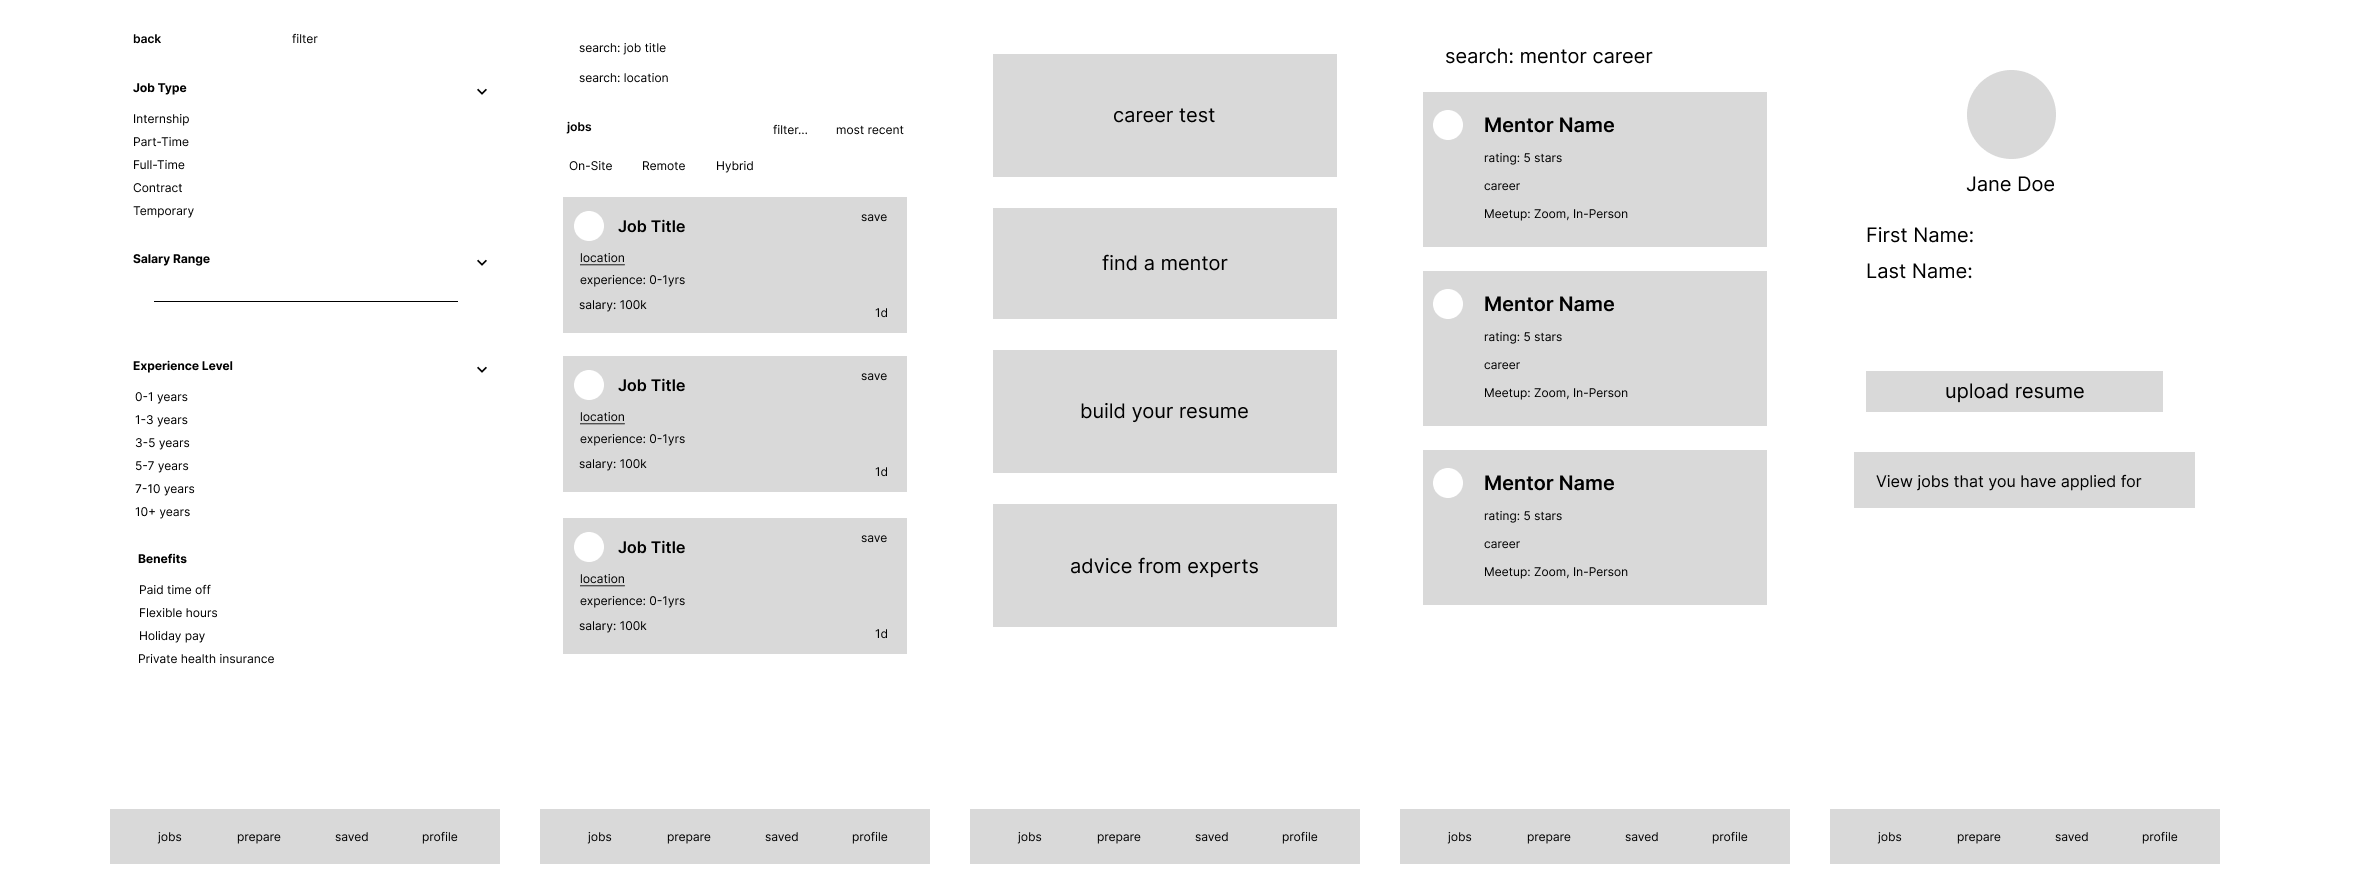 back filter
Job Type
Internship
Part-Time
Full-Time
Contract
Temporary
Salary Range
Experience Level
0-1 years
1-3 years
3-5 years
5-7 years
7-10 years
10+ years
Benefits
Paid time off
Flexible hours
Holiday pay
Private health insurance
jobs prepare saved profile
search: job title
search: location
jobs filter... most recent
On-Site Remote Hybrid
Job Title save
location
experience: 0-1yrs
salary: 100k
1d
Job Title save
location
experience: 0-1yrs
salary: 100k
1d
Job Title save
location
experience: 0-1yrs
salary: 100k
1d
jobs prepare saved profile
career test
find a mentor
build your resume
advice from experts
jobs prepare saved profile
search: mentor career
Mentor Name
rating: 5 stars
career
Meetup: Zoom, In-Person
Mentor Name
rating: 5 stars
career
Meetup: Zoom, In-Person
Mentor Name
rating: 5 stars
career
Meetup: Zoom, In-Person
jobs prepare saved profile
Jane Doe
First Name:
Last Name:
upload resume
View jobs that you have applied for
jobs prepare saved profile